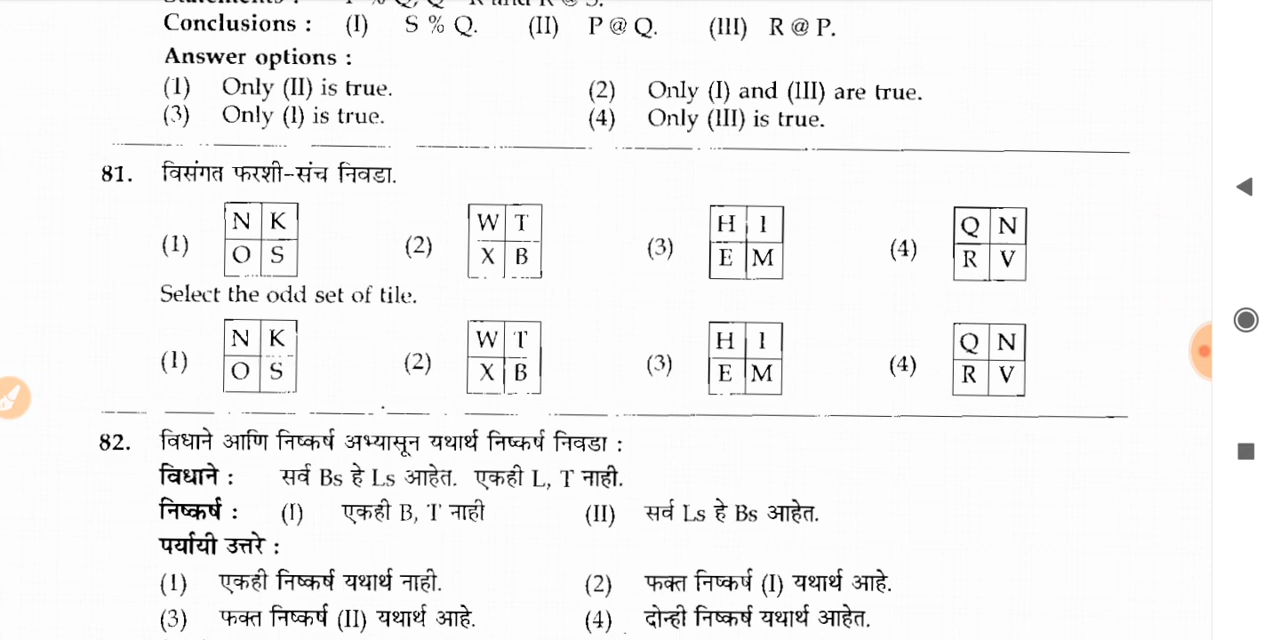 Conclusions : (I) S % Q. (II) P @ Q. (III) R @ P.
Answer options :
(1) Only (II) is true. (2) Only (I) and (III) are true.
(3) Only (I) is true. (4) Only (III) is true.
81. विसंगत फरशी-संच निवडा.
(1) N K O S (2) W T X B (3) H I E M (4) Q N R V
Select the odd set of tile.
(1) N K O S (2) W T X B (3) H I E M (4) Q N R V
82. विधाने आणि निष्कर्ष अभ्यासून यथार्थ निष्कर्ष निवडा :
विधाने : सर्व Bs हे Ls आहेत. एकही L, T नाही.
निष्कर्ष : (I) एकही B, T नाही (II) सर्व Ls हे Bs आहेत.
पर्यायी उत्तरे :
(1) एकही निष्कर्ष यथार्थ नाही. (2) फक्त निष्कर्ष (I) यथार्थ आहे.
(3) फक्त निष्कर्ष (II) यथार्थ आहे. (4) दोन्ही निष्कर्ष यथार्थ आहेत.